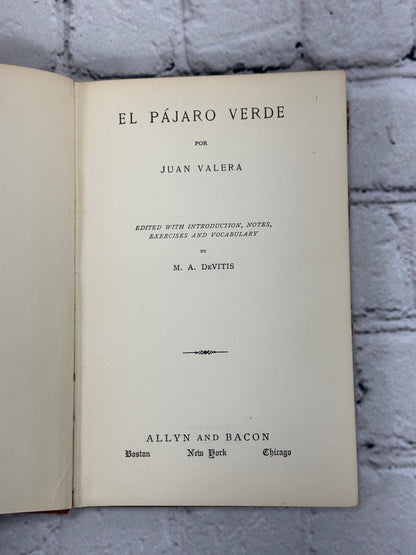 EL PÁJARO VERDE
POR
JUAN VALERA
EDITED WITH INTRODUCTION, NOTES,
EXERCISES AND VOCABULARY
BY
M. A. DeVITIS
ALLYN AND BACON
Boston New York Chicago